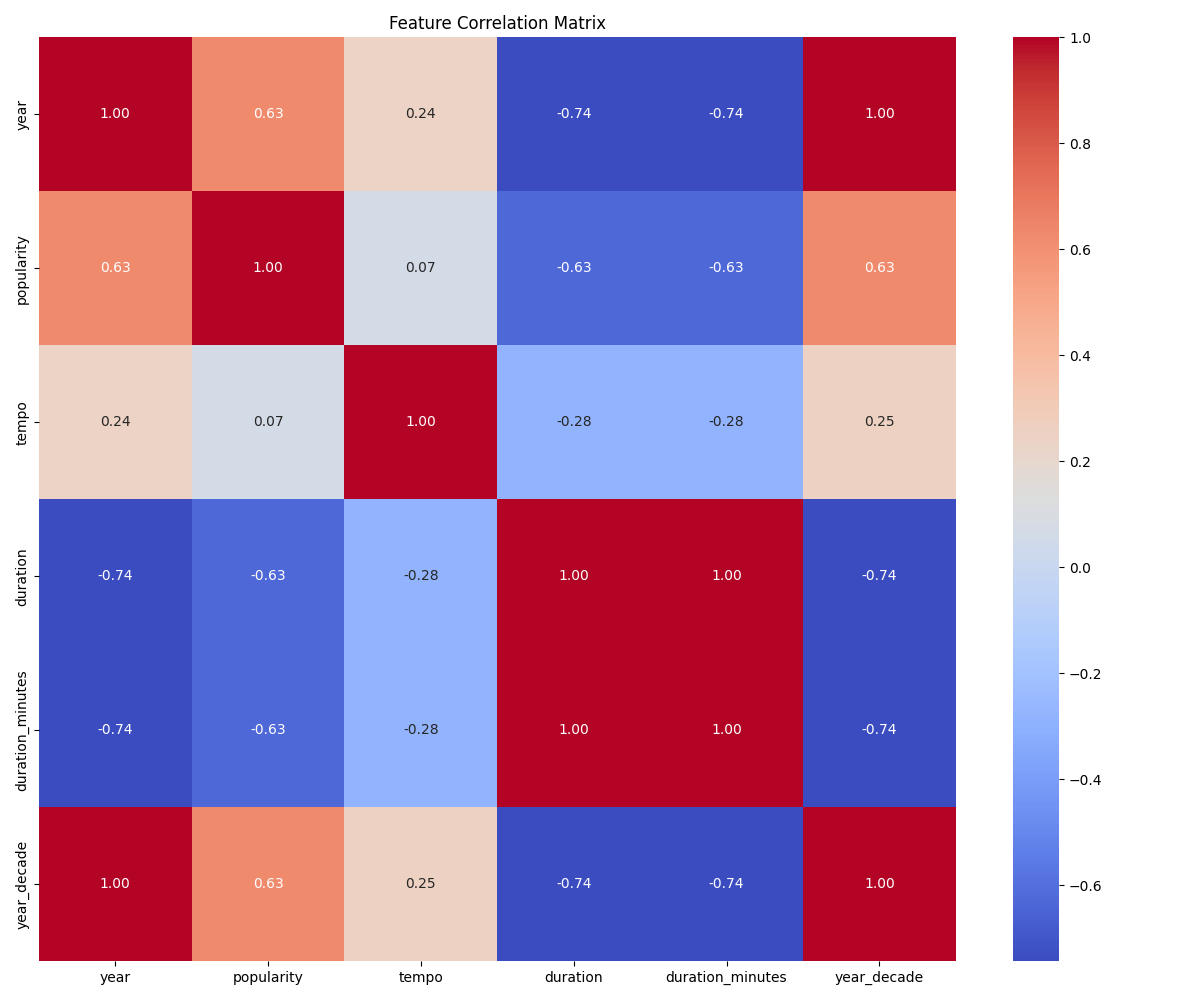 Feature Correlation Matrix
year 1.00 0.63 0.24 -0.74 -0.74 1.00
popularity 0.63 1.00 0.07 -0.63 -0.63 0.63
tempo 0.24 0.07 1.00 -0.28 -0.28 0.25
duration -0.74 -0.63 -0.28 1.00 1.00 -0.74
duration_minutes -0.74 -0.63 -0.28 1.00 1.00 -0.74
year_decade 1.00 0.63 0.25 -0.74 -0.74 1.00
year popularity tempo duration duration_minutes year_decade
1.0
0.8
0.6
0.4
0.2
0.0
−0.2
−0.4
−0.6